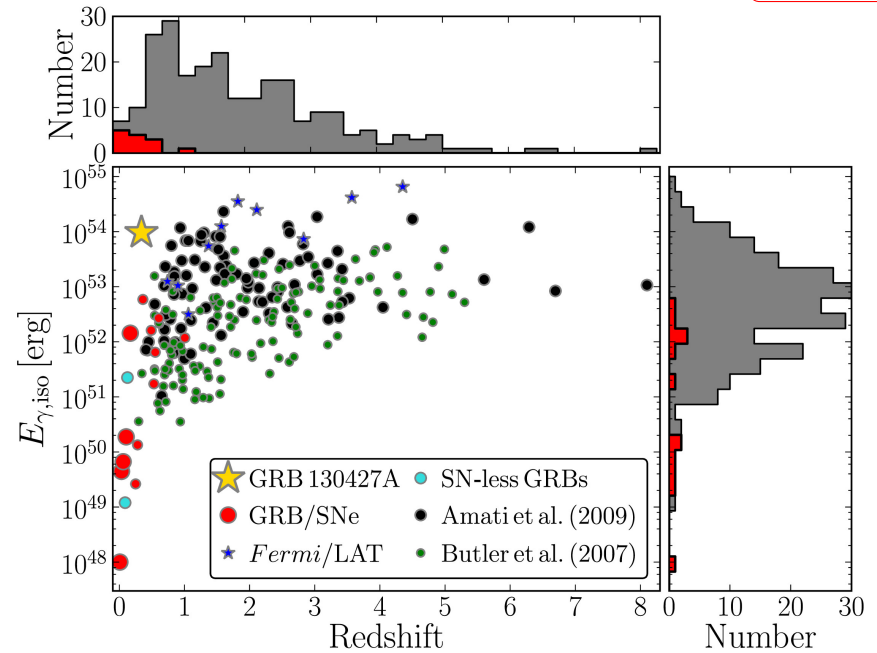 30
20
10
0
Number
10^55
10^54
10^53
10^52
10^51
10^50
10^49
10^48
E_γ,iso [erg]
GRB 130427A
GRB/SNe
Fermi/LAT
SN-less GRBs
Amati et al. (2009)
Butler et al. (2007)
0 1 2 3 4 5 6 7 8
Redshift
0 10 20 30
Number